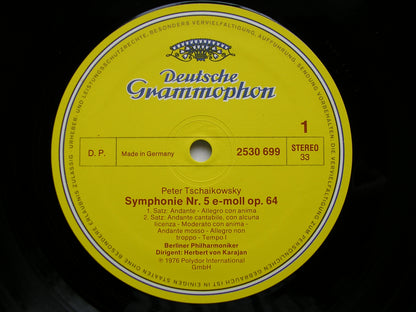 Deutsche
Grammophon
1
D. P.
Made in Germany
2530 699
STEREO
33
Peter Tschaikowsky
Symphonie Nr. 5 e-moll op. 64
1. Satz: Andante - Allegro con anima
2. Satz: Andante cantabile, con alcuna
licenza - Moderato con anima -
Andante mosso - Allegro non
troppo - Tempo I
Berliner Philharmoniker
Dirigent: Herbert von Karajan
℗ 1976 Polydor International
GmbH